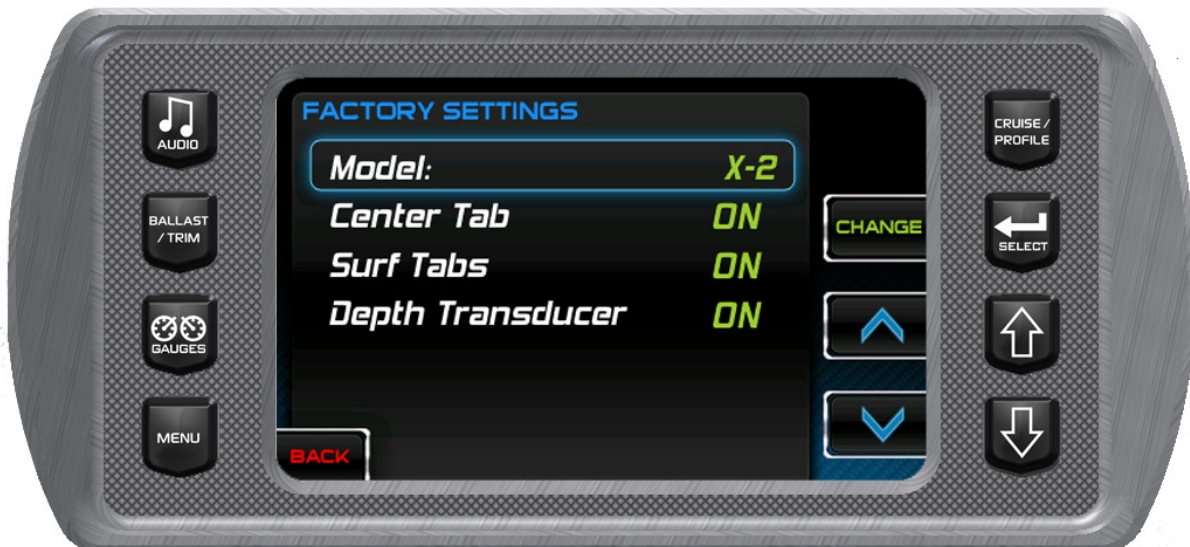 AUDIO
BALLAST
/ TRIM
GAUGES
MENU
FACTORY SETTINGS
Model: X-2
Center Tab ON
Surf Tabs ON
Depth Transducer ON
BACK
CHANGE
CRUISE /
PROFILE
SELECT